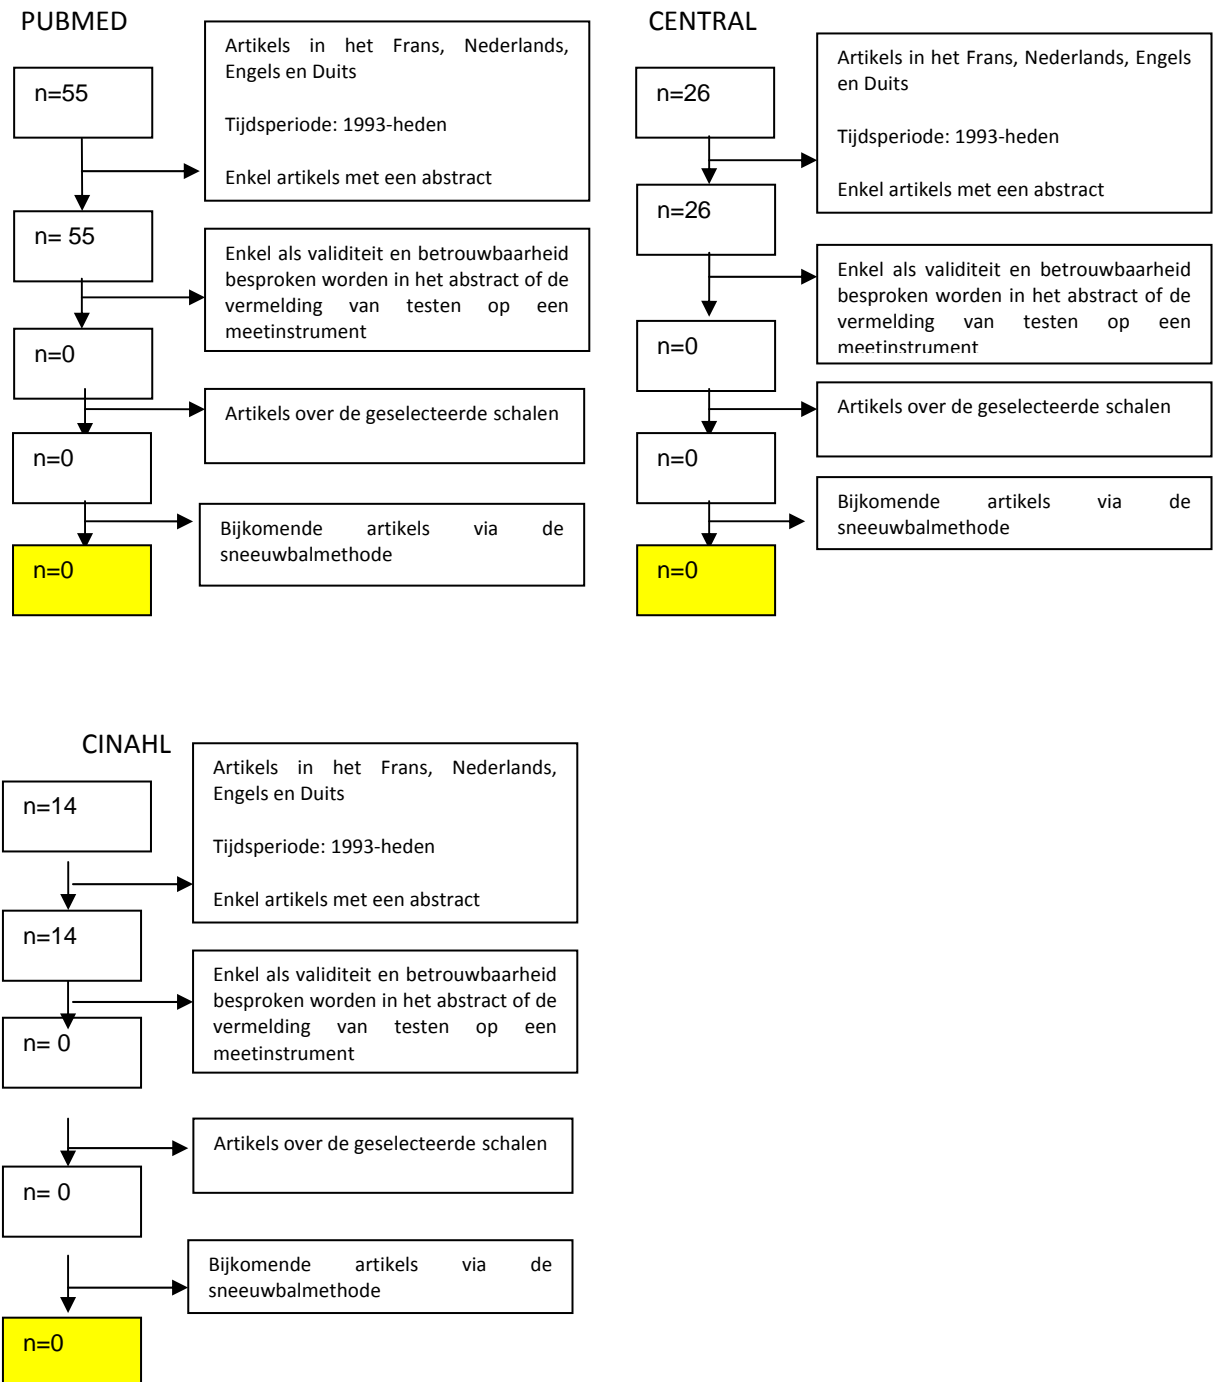 PUBMED
n=55
Artikels in het Frans, Nederlands,
Engels en Duits
Tijdsperiode: 1993-heden
Enkel artikels met een abstract
n= 55
Enkel als validiteit en betrouwbaarheid
besproken worden in het abstract of de
vermelding van testen op een
meetinstrument
n=0
Artikels over de geselecteerde schalen
n=0
Bijkomende artikels via de
sneeuwbalmethode
n=0
CENTRAL
n=26
Artikels in het Frans, Nederlands, Engels
en Duits
Tijdsperiode: 1993-heden
Enkel artikels met een abstract
n=26
Enkel als validiteit en betrouwbaarheid
besproken worden in het abstract of de
vermelding van testen op een
meetinstrument
n=0
Artikels over de geselecteerde schalen
n=0
Bijkomende artikels via de
sneeuwbalmethode
n=0
CINAHL
n=14
Artikels in het Frans, Nederlands,
Engels en Duits
Tijdsperiode: 1993-heden
Enkel artikels met een abstract
n=14
Enkel als validiteit en betrouwbaarheid
besproken worden in het abstract of de
vermelding van testen op een
meetinstrument
n= 0
Artikels over de geselecteerde schalen
n= 0
Bijkomende artikels via de
sneeuwbalmethode
n=0